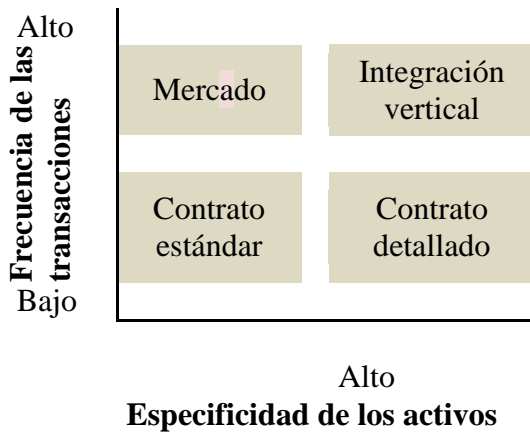 Alto
Frecuencia de las
transacciones
Mercado
Integración
vertical
Contrato
estándar
Contrato
detallado
Bajo
Alto
Especificidad de los activos